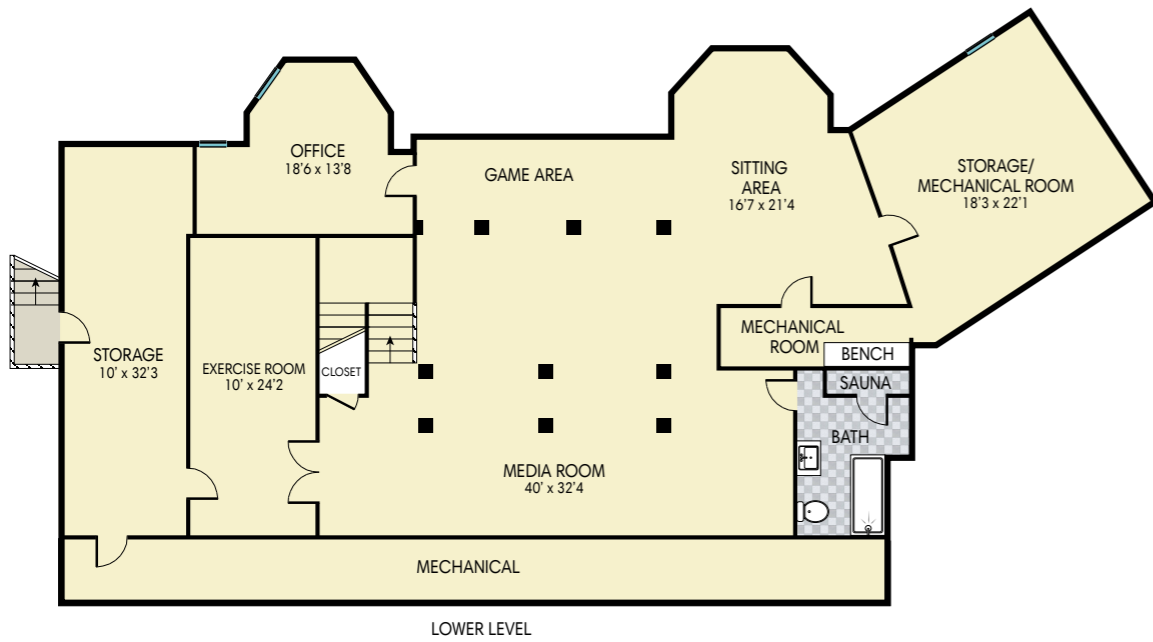 OFFICE
18'6 x 13'8
GAME AREA
SITTING
AREA
16'7 x 21'4
STORAGE/
MECHANICAL ROOM
18'3 x 22'1
STORAGE
10' x 32'3
EXERCISE ROOM
10' x 24'2
CLOSET
MECHANICAL
ROOM
BENCH
SAUNA
BATH
MEDIA ROOM
40' x 32'4
MECHANICAL
LOWER LEVEL